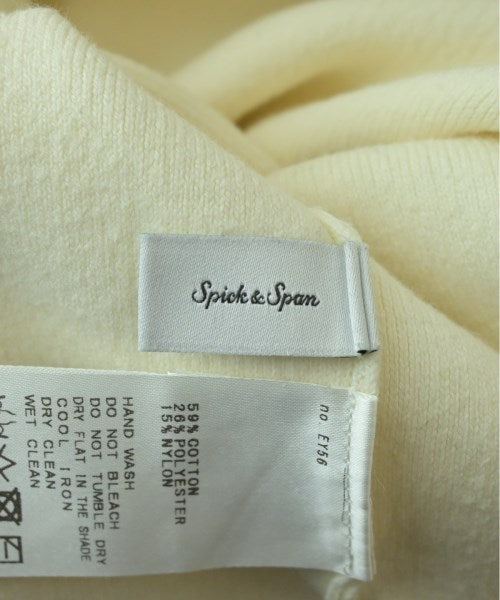 Spick & Span
no. EY56
59% COTTON
26% POLYESTER
15% NYLON
HAND WASH
DO NOT BLEACH
DO NOT TUMBLE DRY
DRY FLAT IN THE SHADE
COOL IRON
DRY CLEAN
WET CLEAN